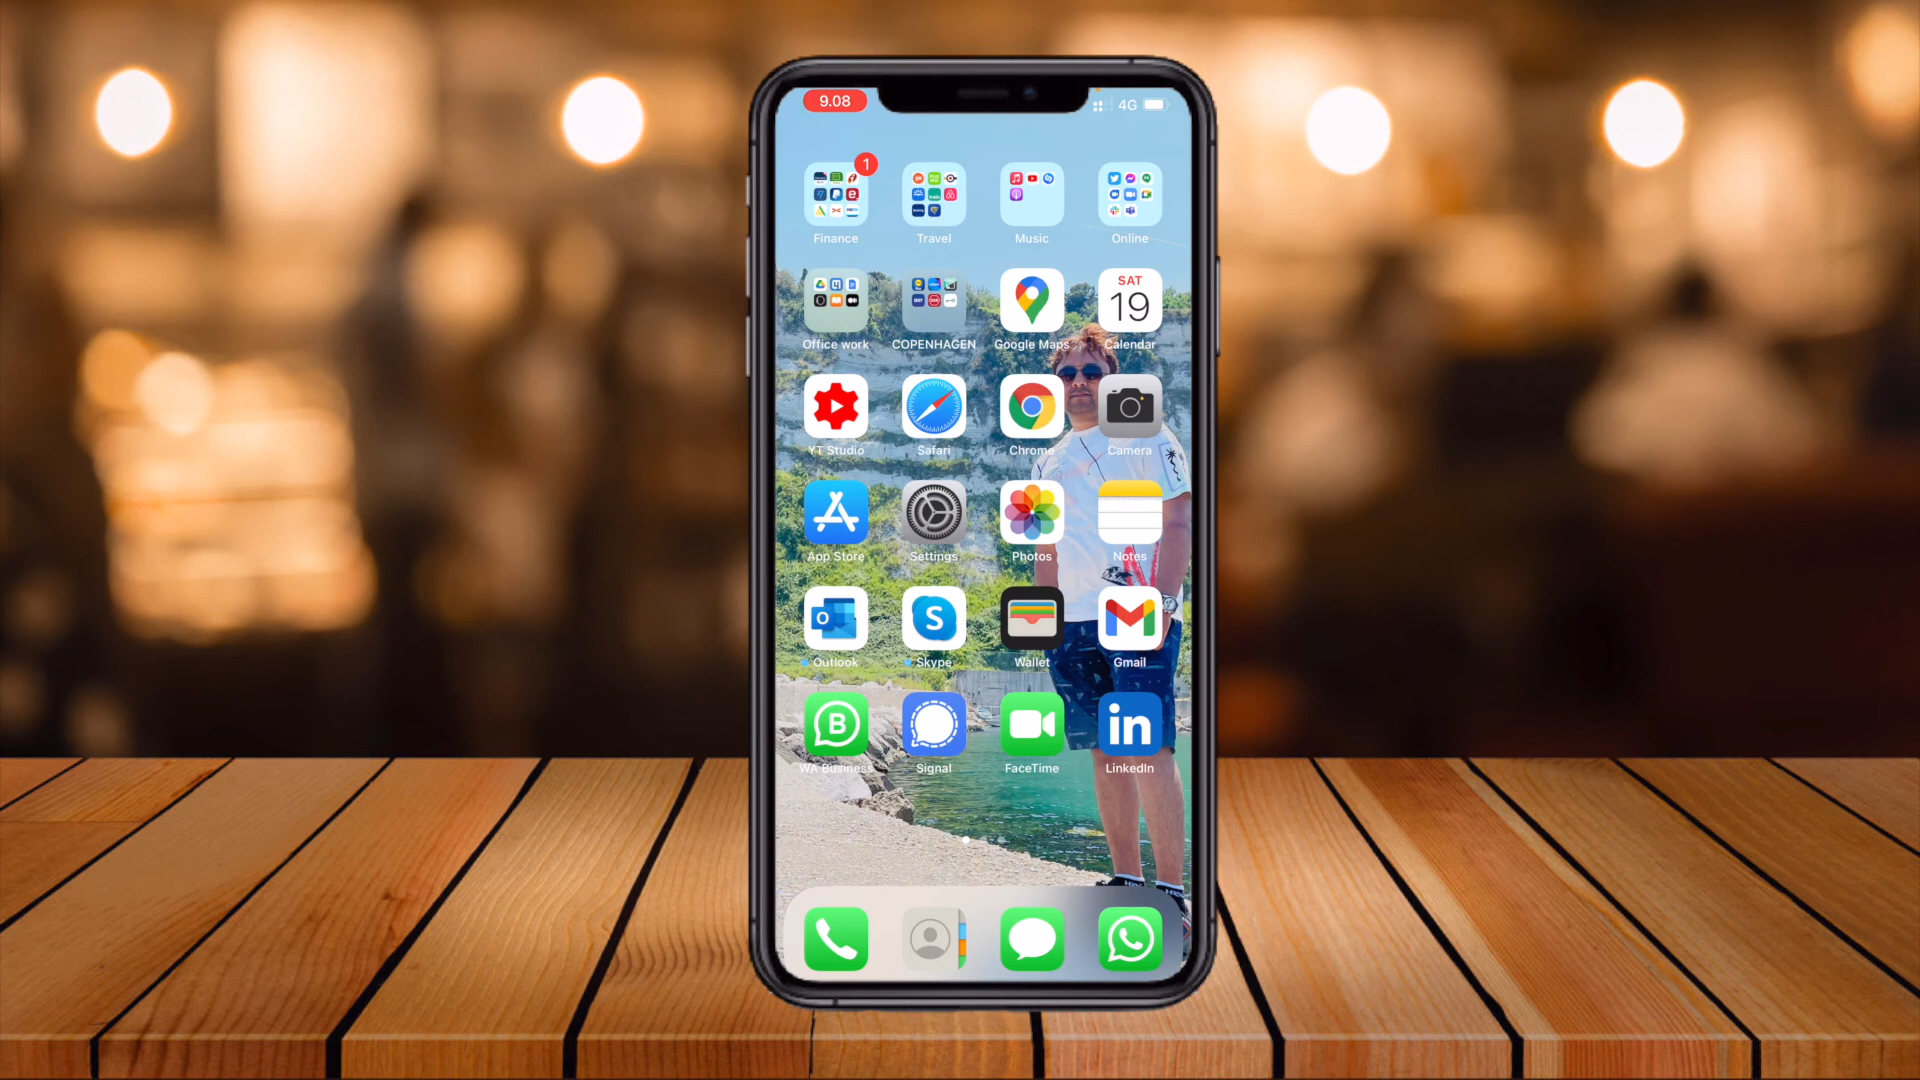 9.08 4G
1
Finance Travel Music Online
SAT
19
Office work COPENHAGEN Google Maps Calendar
YT Studio Safari Chrome Camera
App Store Settings Photos Notes
O S
Outlook Skype Wallet Gmail
B in
WA Business Signal FaceTime LinkedIn